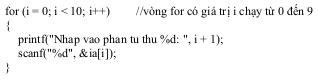 for (i = 0; i < 10; i++) //vòng for có giá trị i chạy từ 0 đến 9
{
printf("Nhap vao phan tu thu %d: ", i + 1);
scanf("%d", &ia[i]);
}